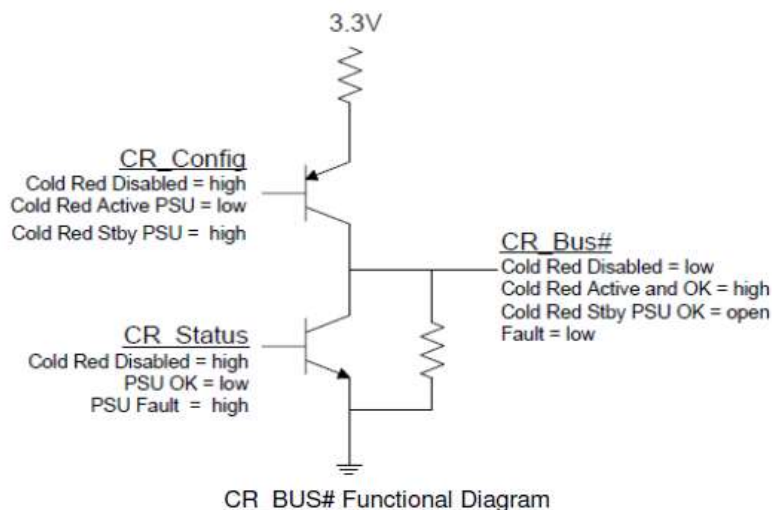 3.3V
CR_Config
Cold Red Disabled = high
Cold Red Active PSU = low
Cold Red Stby PSU = high
CR_Bus#
Cold Red Disabled = low
Cold Red Active and OK = high
Cold Red Stby PSU OK = open
Fault = low
CR_Status
Cold Red Disabled = high
PSU OK = low
PSU Fault = high
CR_BUS# Functional Diagram